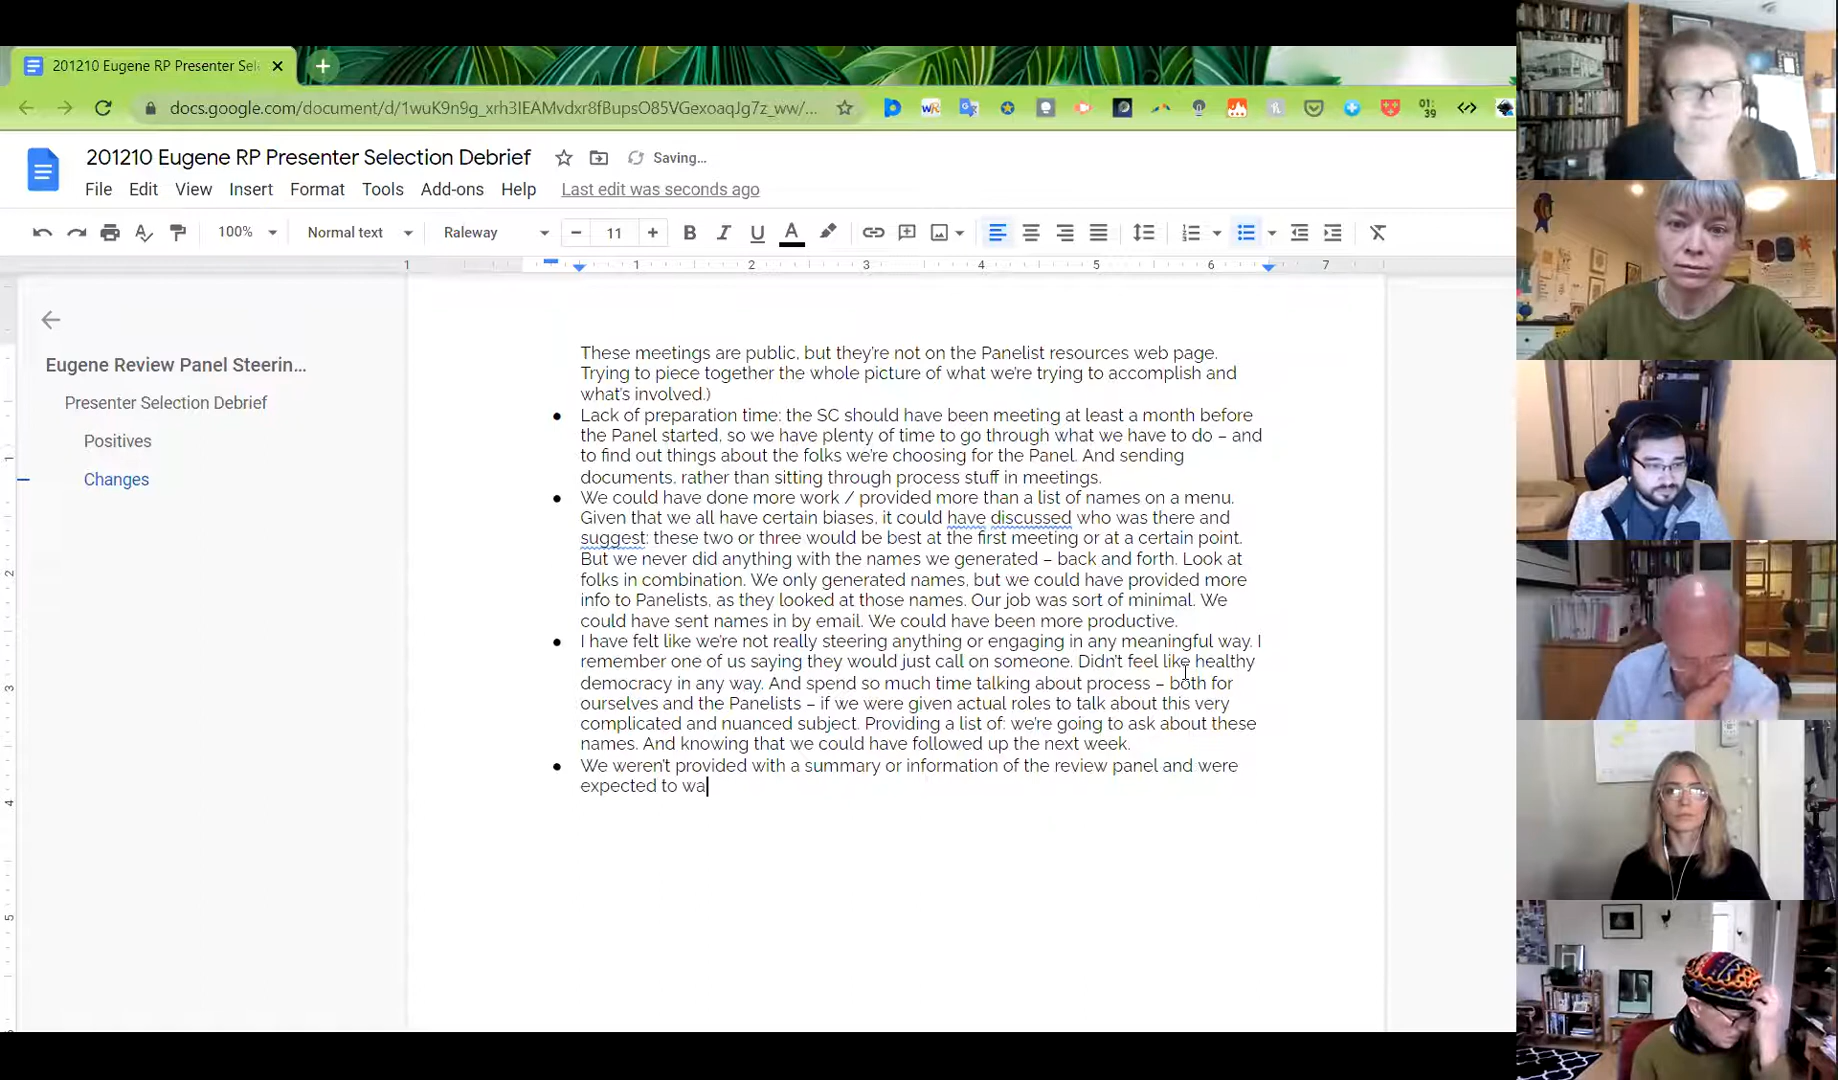 201210 Eugene RP Presenter Sel
docs.google.com/document/d/1wuK9n9g_xrh3IEAMvdxr8fBupsO85VGexoaqJg7z_ww/...
01:
39
201210 Eugene RP Presenter Selection Debrief
Saving...
File Edit View Insert Format Tools Add-ons Help Last edit was seconds ago
100% Normal text Raleway 11
1 1 2 3 4 5 6 7
Eugene Review Panel Steerin...
Presenter Selection Debrief
Positives
Changes
These meetings are public, but they're not on the Panelist resources web page.
Trying to piece together the whole picture of what we're trying to accomplish and
what's involved.)
● Lack of preparation time: the SC should have been meeting at least a month before
the Panel started, so we have plenty of time to go through what we have to do – and
to find out things about the folks we're choosing for the Panel. And sending
documents, rather than sitting through process stuff in meetings.
● We could have done more work / provided more than a list of names on a menu.
Given that we all have certain biases, it could have discussed who was there and
suggest: these two or three would be best at the first meeting or at a certain point.
But we never did anything with the names we generated – back and forth. Look at
folks in combination. We only generated names, but we could have provided more
info to Panelists, as they looked at those names. Our job was sort of minimal. We
could have sent names in by email. We could have been more productive.
● I have felt like we're not really steering anything or engaging in any meaningful way. I
remember one of us saying they would just call on someone. Didn't feel like healthy
democracy in any way. And spend so much time talking about process – both for
ourselves and the Panelists – if we were given actual roles to talk about this very
complicated and nuanced subject. Providing a list of: we're going to ask about these
names. And knowing that we could have followed up the next week.
● We weren't provided with a summary or information of the review panel and were
expected to wa
1
2
3
4
5